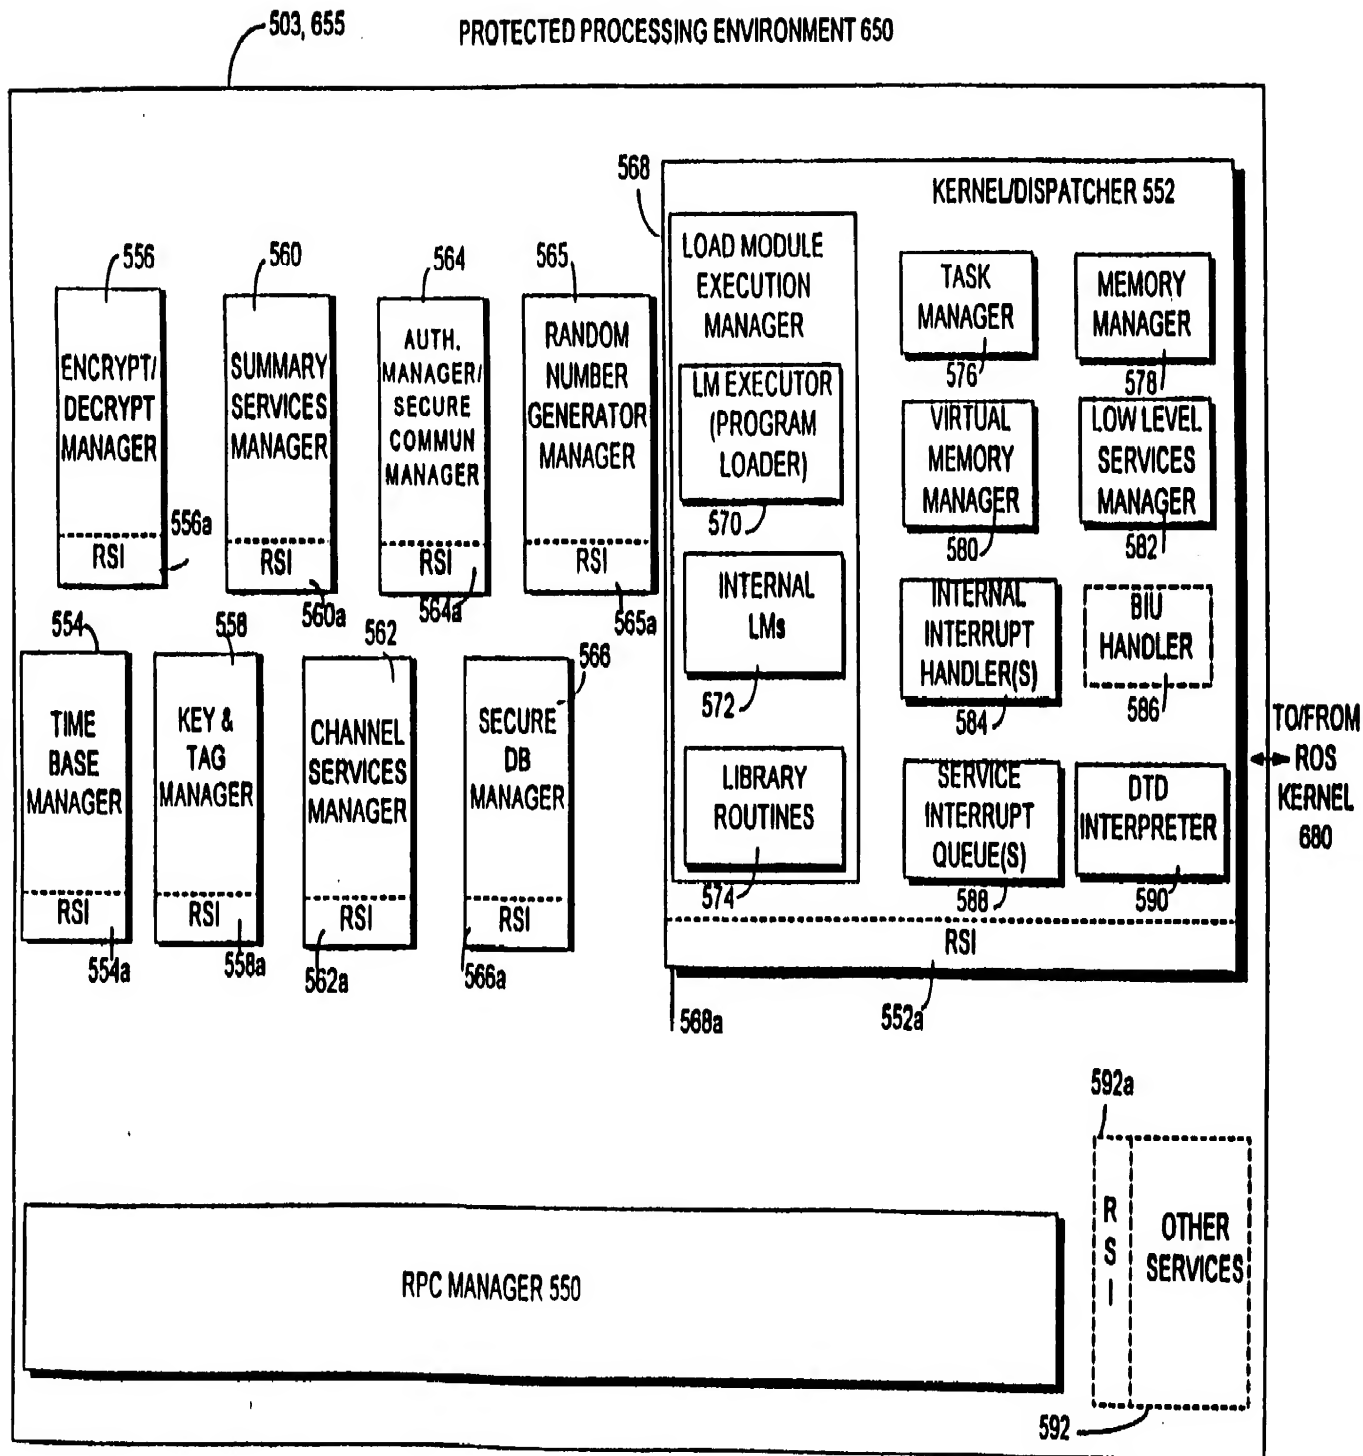 503, 655
PROTECTED PROCESSING ENVIRONMENT 650
568
KERNEL/DISPATCHER 552
556
560
564
565
ENCRYPT/
DECRYPT
MANAGER
RSI
556a
SUMMARY
SERVICES
MANAGER
RSI
560a
AUTH.
MANAGER/
SECURE
COMMUN
MANAGER
RSI
564a
RANDOM
NUMBER
GENERATOR
MANAGER
RSI
565a
LOAD MODULE
EXECUTION
MANAGER
LM EXECUTOR
(PROGRAM
LOADER)
570
INTERNAL
LMs
572
LIBRARY
ROUTINES
574
TASK
MANAGER
576
MEMORY
MANAGER
578
VIRTUAL
MEMORY
MANAGER
580
LOW LEVEL
SERVICES
MANAGER
582
INTERNAL
INTERRUPT
HANDLER(S)
584
BIU
HANDLER
586
SERVICE
INTERRUPT
QUEUE(S)
588
DTD
INTERPRETER
590
RSI
568a
552a
TO/FROM
ROS
KERNEL
680
554
TIME
BASE
MANAGER
RSI
554a
558
KEY &
TAG
MANAGER
RSI
558a
562
CHANNEL
SERVICES
MANAGER
RSI
562a
566
SECURE
DB
MANAGER
RSI
566a
592a
R
S
I
OTHER
SERVICES
592
RPC MANAGER 550